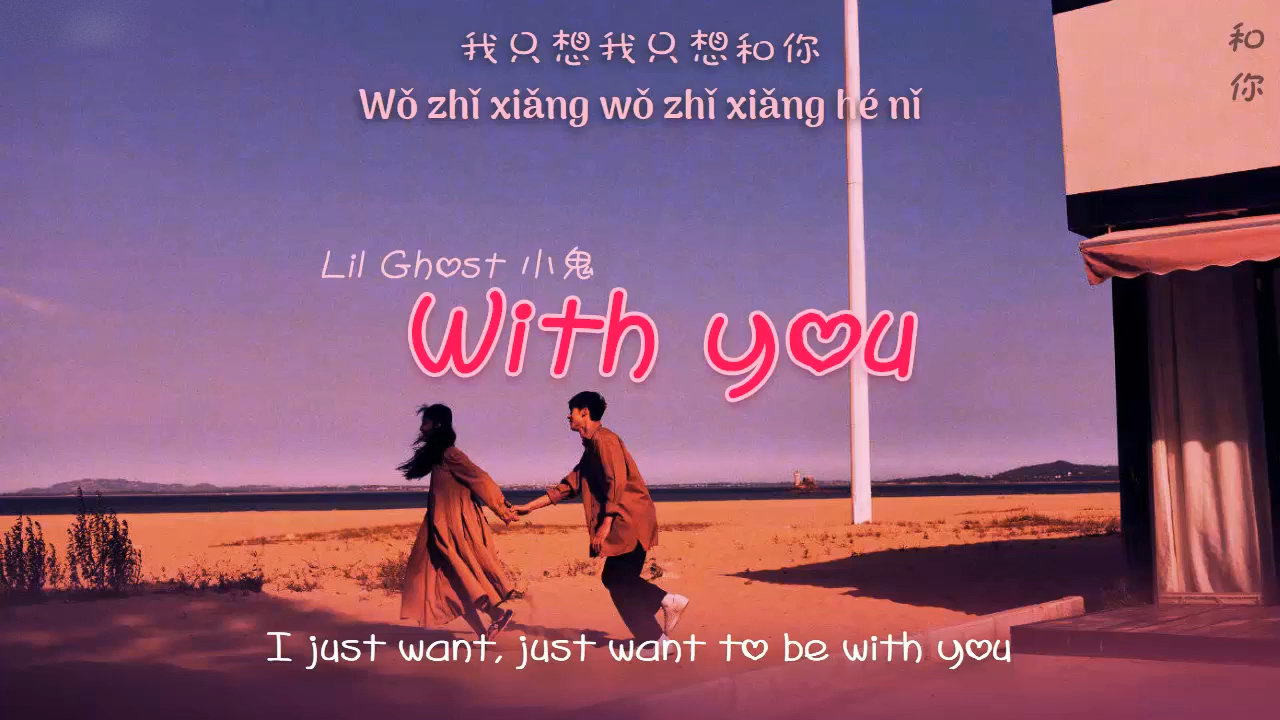 我只想我只想和你
Wǒ zhǐ xiǎng wǒ zhǐ xiǎng hé nǐ
和
你
Lil Ghost 小鬼
With you
I just want, just want to be with you